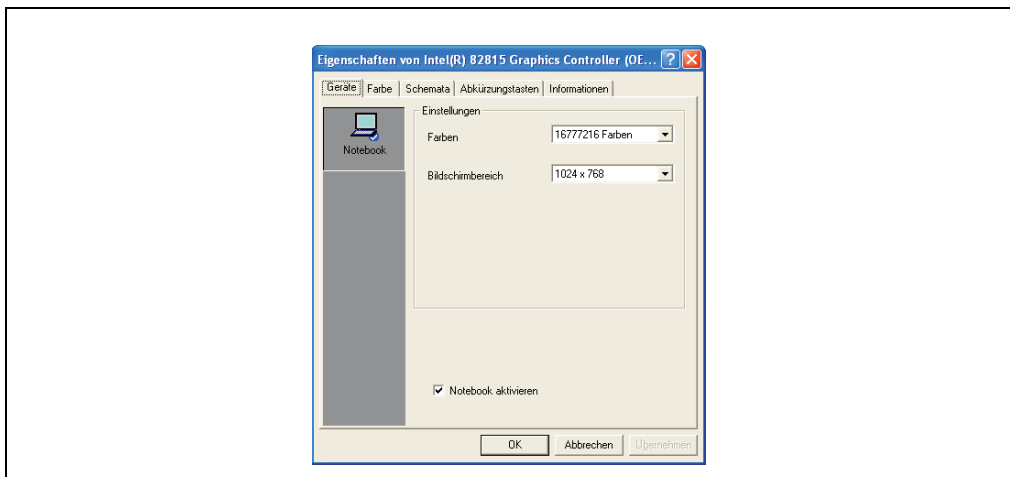 Eigenschaften von Intel(R) 82815 Graphics Controller (OE...
Geräte Farbe Schemata Abkürzungstasten Informationen
Einstellungen
Notebook
Farben 16777216 Farben
Bildschirmbereich 1024 x 768
Notebook aktivieren
OK Abbrechen Übernehmen